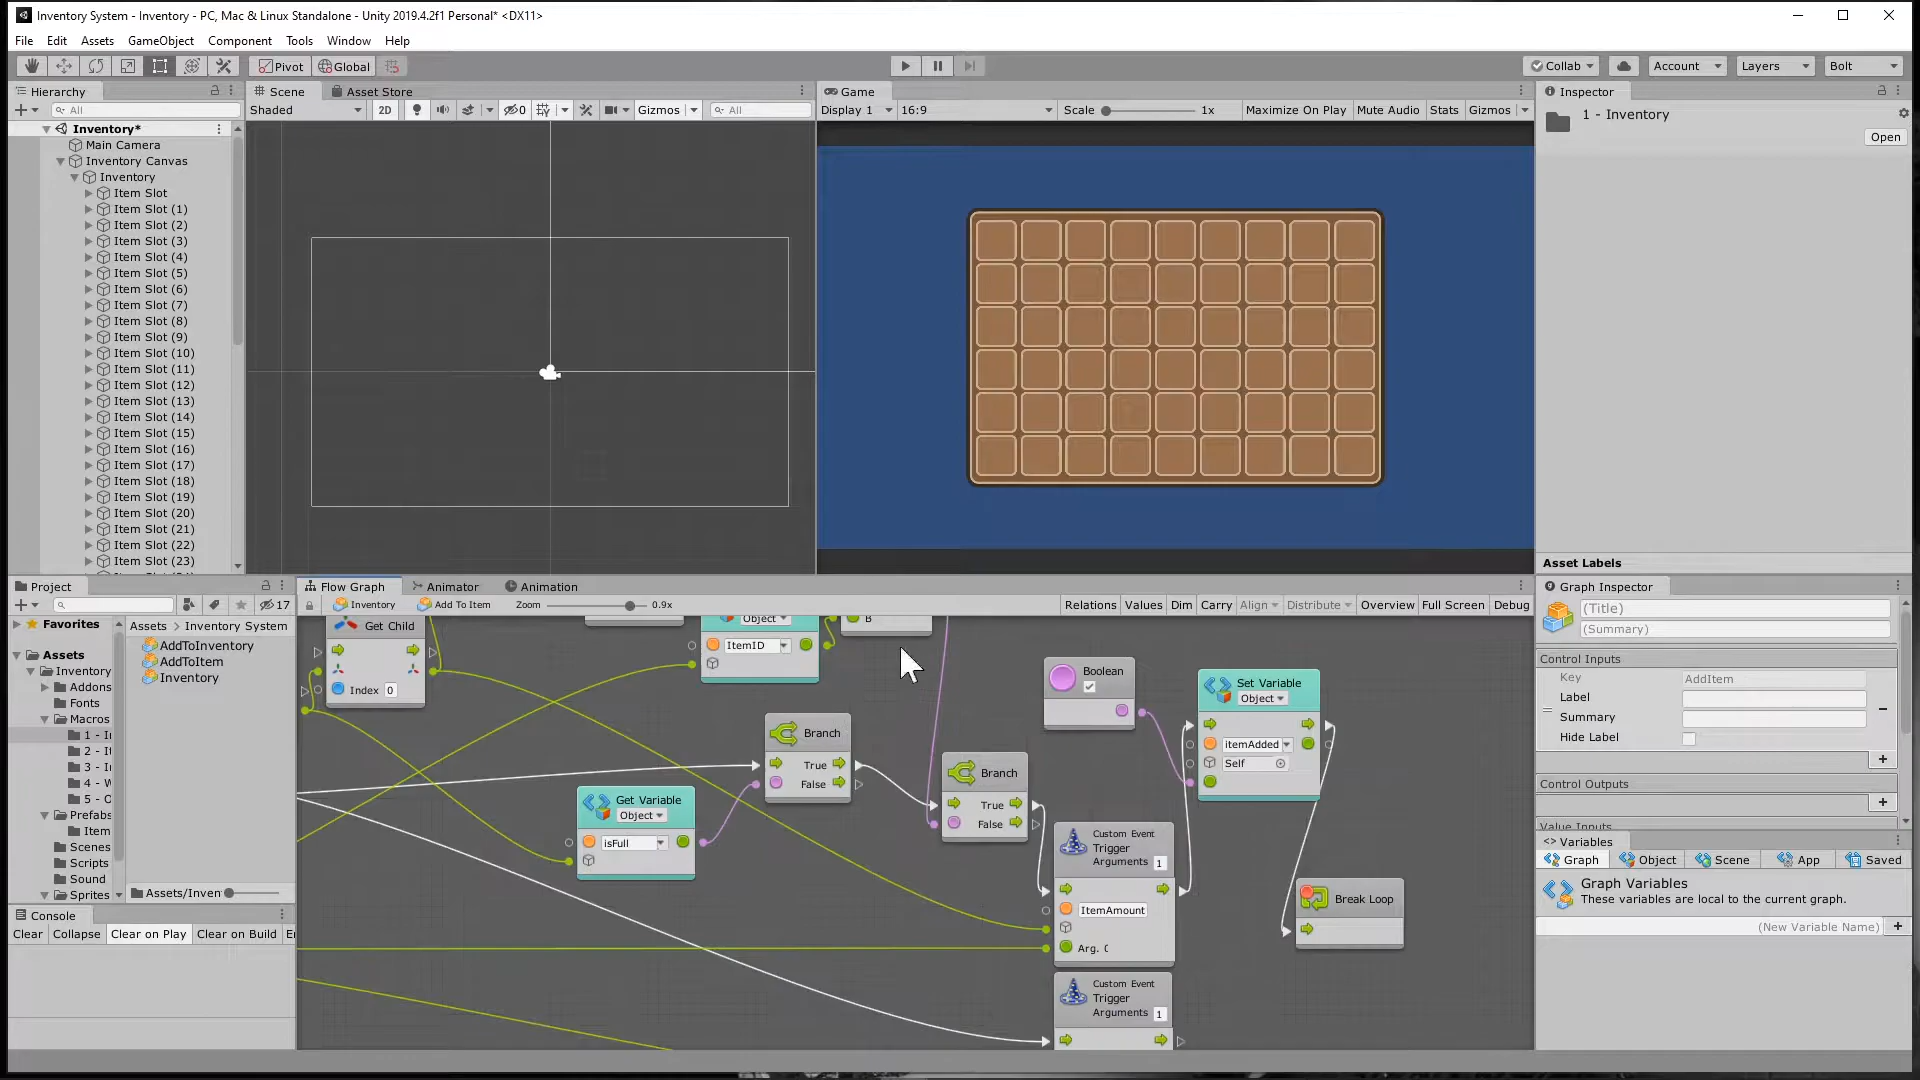 Inventory System - Inventory - PC, Mac & Linux Standalone - Unity 2019.4.2f1 Personal* <DX11>
File Edit Assets GameObject Component Tools Window Help
Pivot Global
Collab Account Layers Bolt
Hierarchy
All
Inventory*
Main Camera
Inventory Canvas
Inventory
Item Slot
Item Slot (1)
Item Slot (2)
Item Slot (3)
Item Slot (4)
Item Slot (5)
Item Slot (6)
Item Slot (7)
Item Slot (8)
Item Slot (9)
Item Slot (10)
Item Slot (11)
Item Slot (12)
Item Slot (13)
Item Slot (14)
Item Slot (15)
Item Slot (16)
Item Slot (17)
Item Slot (18)
Item Slot (19)
Item Slot (20)
Item Slot (21)
Item Slot (22)
Item Slot (23)
Scene Asset Store
Shaded 2D 0 Gizmos All
Game
Display 1 16:9 Scale 1x Maximize On Play Mute Audio Stats Gizmos
Inspector
1 - Inventory
Open
Asset Labels
Project
17
Favorites
Assets
Inventory
Addons
Fonts
Macros
1 - I
2 - I
3 - I
4 - W
5 - O
Prefabs
Item
Scenes
Scripts
Sound
Sprites
Assets > Inventory System
AddToInventory
AddToItem
Inventory
Assets/Inven
Console
Clear Collapse Clear on Play Clear on Build
Flow Graph Animator Animation
Inventory Add To Item Zoom 0.9x
Relations Values Dim Carry Align Distribute Overview Full Screen Debug
Get Child
Index 0
Object
ItemID
B
Branch
True
False
Get Variable
Object
isFull
Branch
True
False
Boolean
Set Variable
Object
itemAdded
Self
Custom Event
Trigger
Arguments 1
ItemAmount
Arg. 0
Break Loop
Custom Event
Trigger
Arguments 1
Graph Inspector
(Title)
(Summary)
Control Inputs
Key AddItem
Label
Summary
Hide Label
Control Outputs
Value Inputs
Variables
Graph Object Scene App Saved
Graph Variables
These variables are local to the current graph.
(New Variable Name)